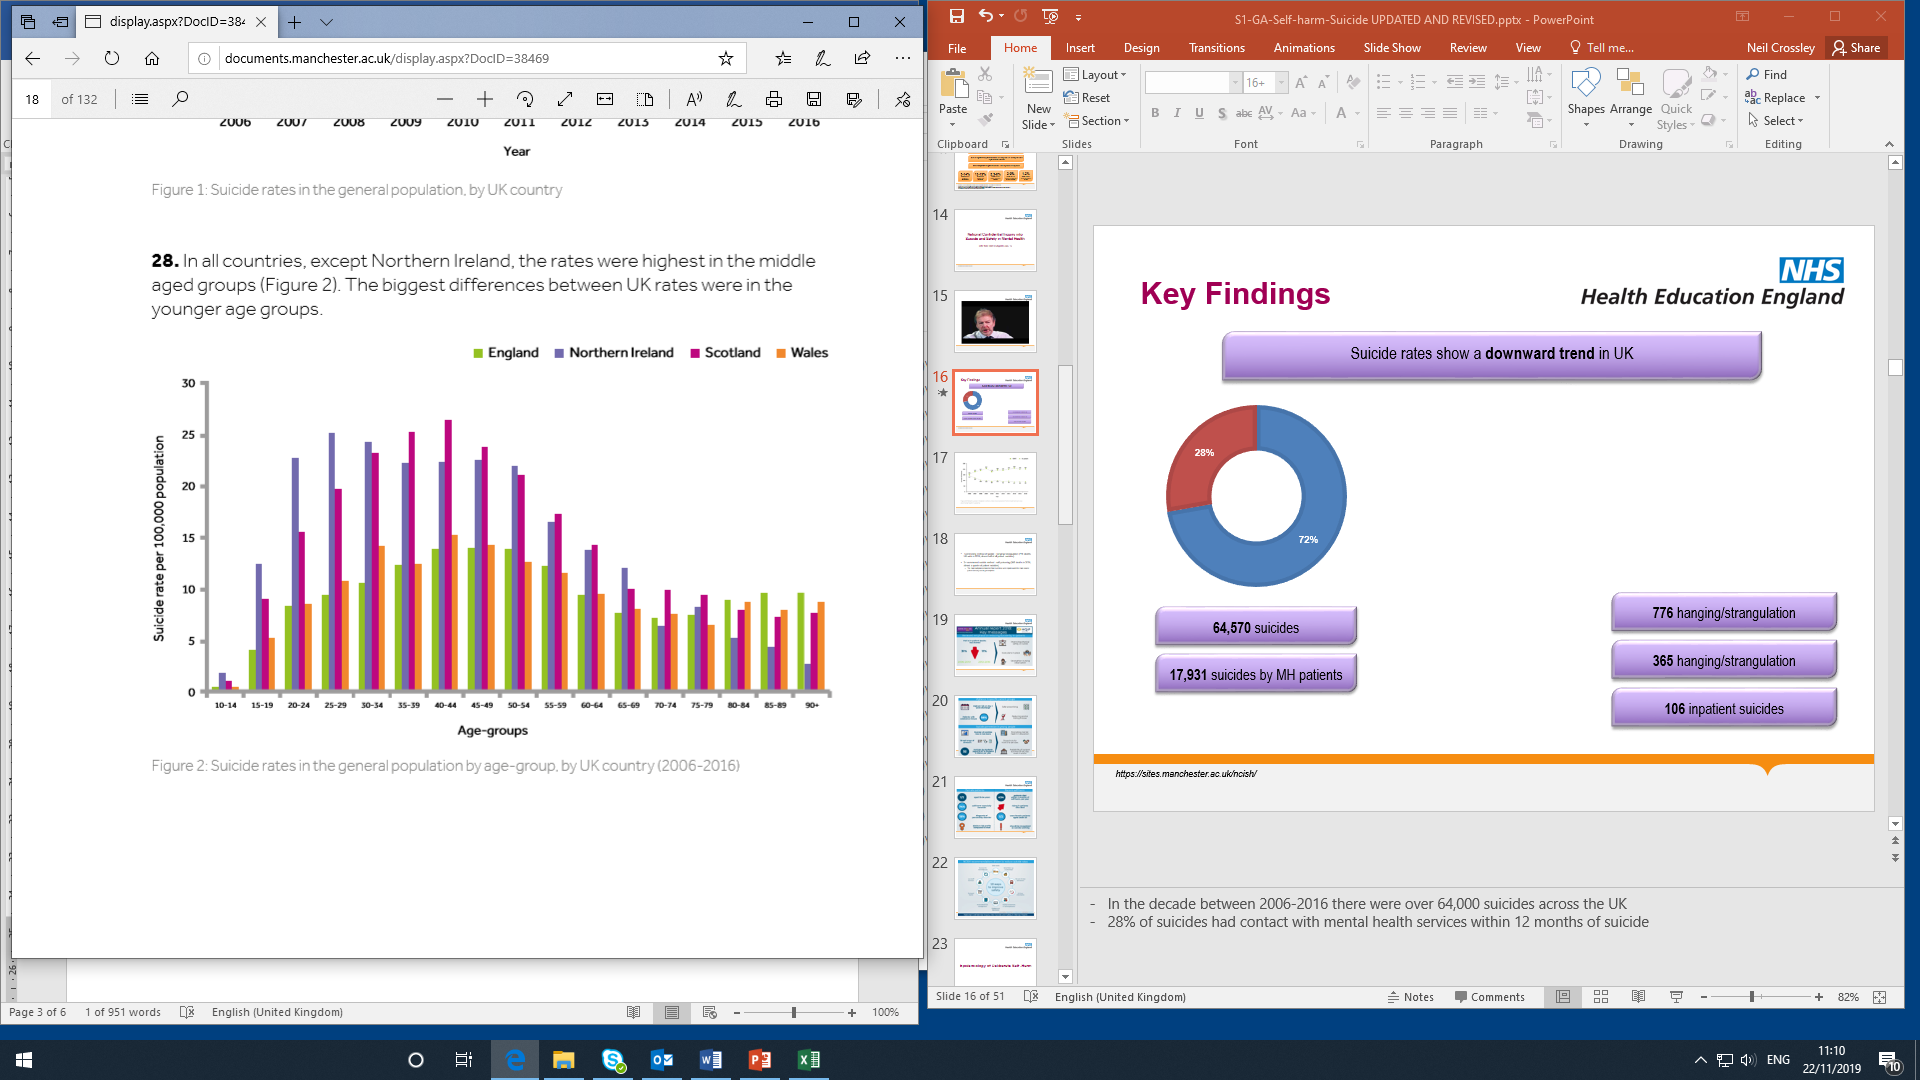 display.aspx?DocID=384
documents.manchester.ac.uk/display.aspx?DocID=38469
18 of 132
2006 2007 2008 2009 2010 2011 2012 2013 2014 2015 2016
Year
Figure 1: Suicide rates in the general population, by UK country
28. In all countries, except Northern Ireland, the rates were highest in the middle
aged groups (Figure 2). The biggest differences between UK rates were in the
younger age groups.
England Northern Ireland Scotland Wales
Suicide rate per 100,000 population
30
25
20
15
10
5
0
10-14 15-19 20-24 25-29 30-34 35-39 40-44 45-49 50-54 55-59 60-64 65-69 70-74 75-79 80-84 85-89 90+
Age-groups
Figure 2: Suicide rates in the general population by age-group, by UK country (2006-2016)
Page 3 of 6 1 of 951 words English (United Kingdom) 100%
S1-GA-Self-harm-Suicide UPDATED AND REVISED.pptx - PowerPoint
File Home Insert Design Transitions Animations Slide Show Review View Tell me... Neil Crossley Share
Paste
New
Slide
Layout
Reset
Section
16+
B I U S abc AV Aa A
Shapes Arrange Quick
Styles
Find
Replace
Select
Clipboard Slides Font Paragraph Drawing Editing
14
15
16
17
18
19
20
21
22
23
Key Findings
NHS
Health Education England
Suicide rates show a downward trend in UK
28%
72%
64,570 suicides
17,931 suicides by MH patients
776 hanging/strangulation
365 hanging/strangulation
106 inpatient suicides
https://sites.manchester.ac.uk/ncish/
- In the decade between 2006-2016 there were over 64,000 suicides across the UK
- 28% of suicides had contact with mental health services within 12 months of suicide
Slide 16 of 51 English (United Kingdom) Notes Comments 82%
ENG
11:10
22/11/2019
10